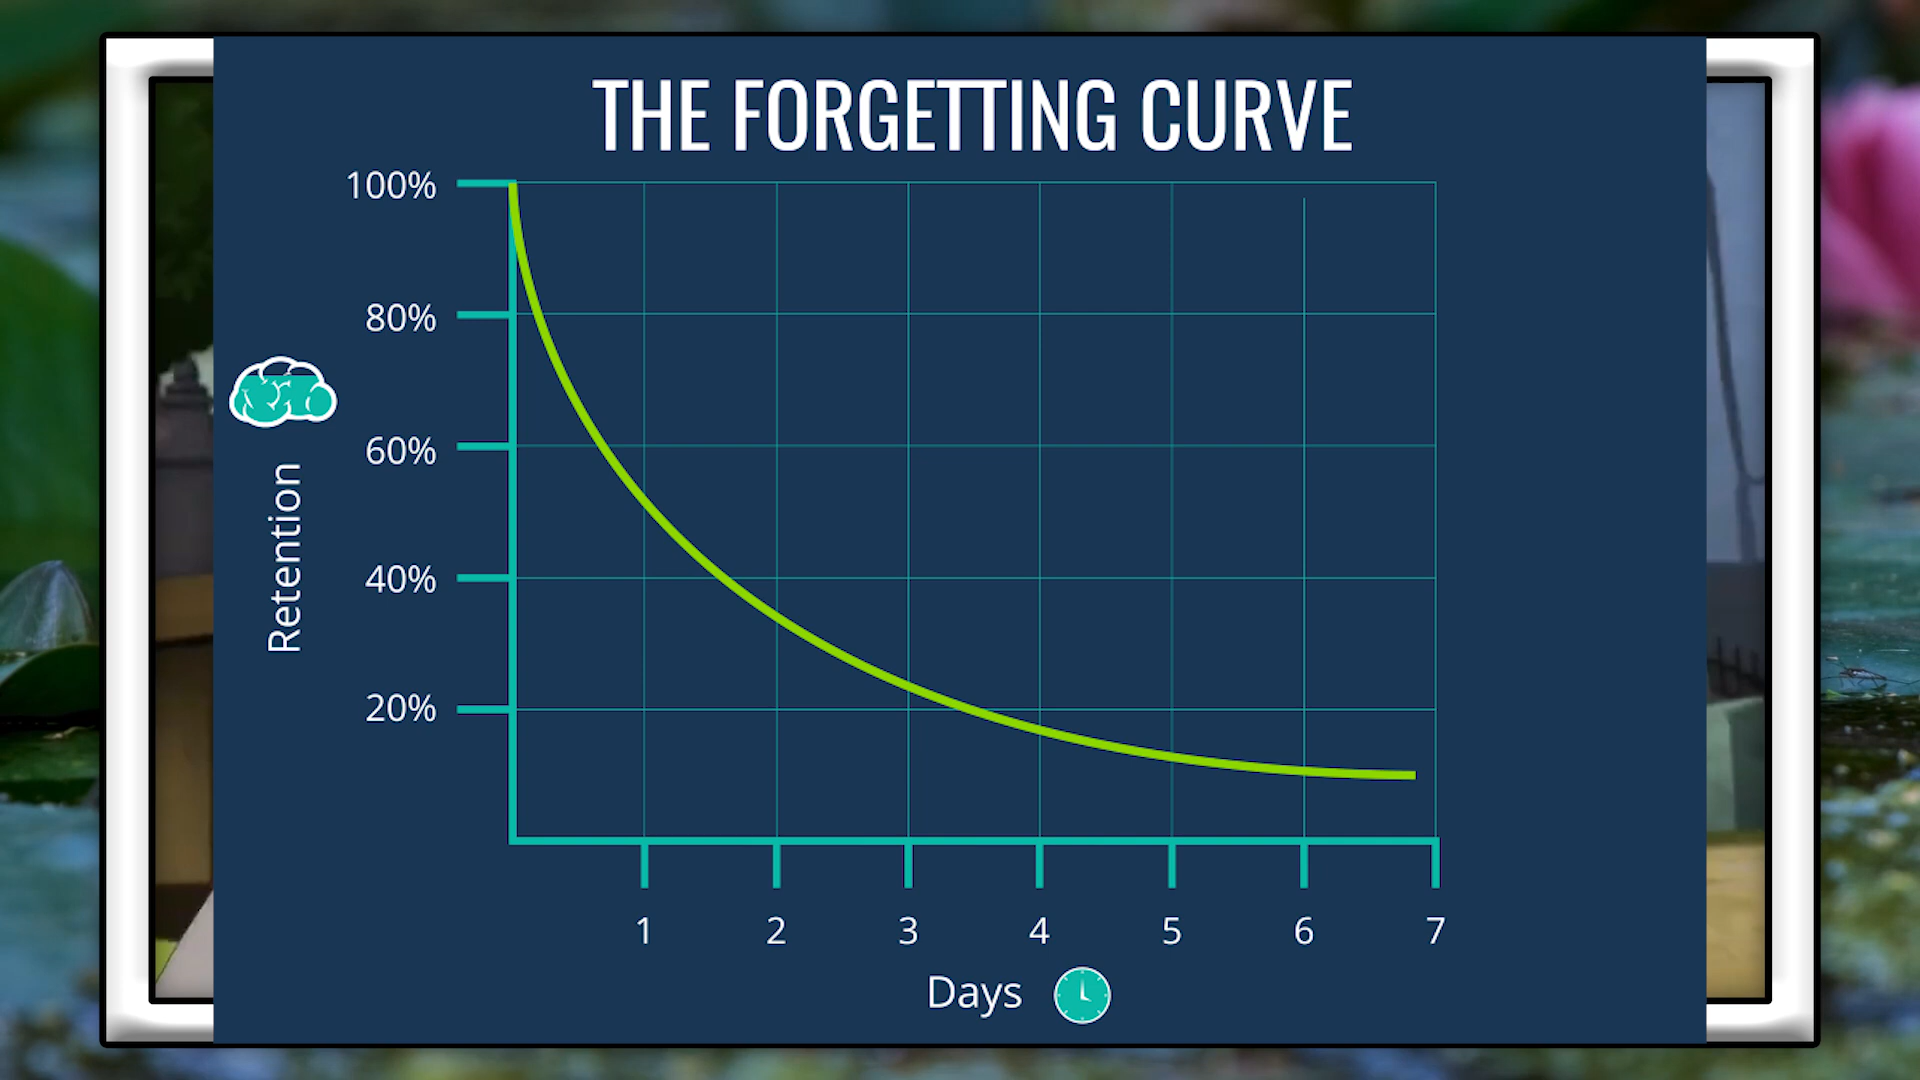 THE FORGETTING CURVE
100%
80%
60%
40%
20%
Retention
1 2 3 4 5 6 7
Days